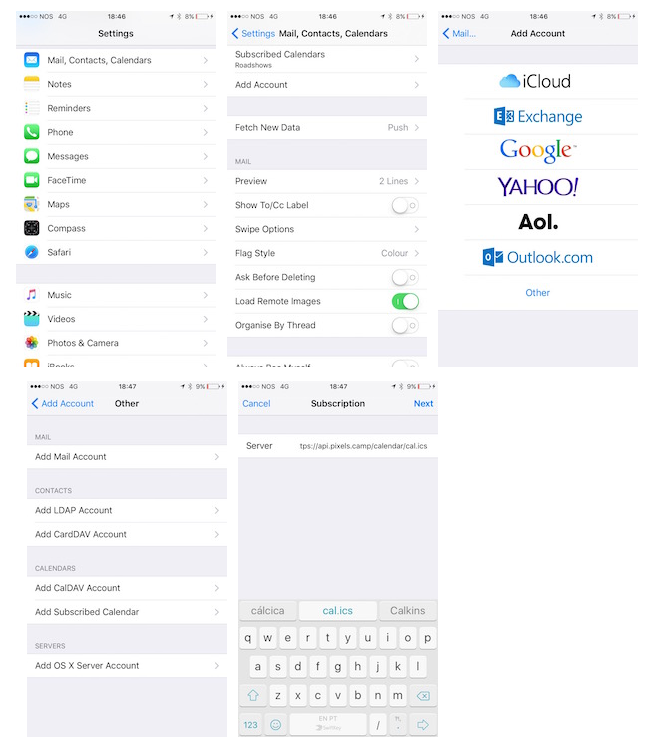 ●●●○○ NOS 4G 18:46 8%
Settings
Mail, Contacts, Calendars
Notes
Reminders
Phone
Messages
FaceTime
Maps
Compass
Safari
Music
Videos
Photos & Camera
iBooks
●●●○○ NOS 4G 18:46 8%
Settings Mail, Contacts, Calendars
Subscribed Calendars
Roadshows
Add Account
Fetch New Data Push
MAIL
Preview 2 Lines
Show To/Cc Label
Swipe Options
Flag Style Colour
Ask Before Deleting
Load Remote Images
Organise By Thread
Always Bcc Myself
●●●○○ NOS 4G 18:46 8%
Mail... Add Account
iCloud
E Exchange
Google™
YAHOO!
Aol.
o Outlook.com
Other
●●●○○ NOS 4G 18:47 9%
Add Account Other
MAIL
Add Mail Account
CONTACTS
Add LDAP Account
Add CardDAV Account
CALENDARS
Add CalDAV Account
Add Subscribed Calendar
SERVERS
Add OS X Server Account
●●●○○ NOS 4G 18:47 9%
Cancel Subscription Next
Server tps://api.pixels.camp/calendar/cal.ics
cálcica cal.ics Calkins
q w e r t y u i o p
a s d f g h j k l
z x c v b n m
123 EN PT / !?,.
SwiftKey